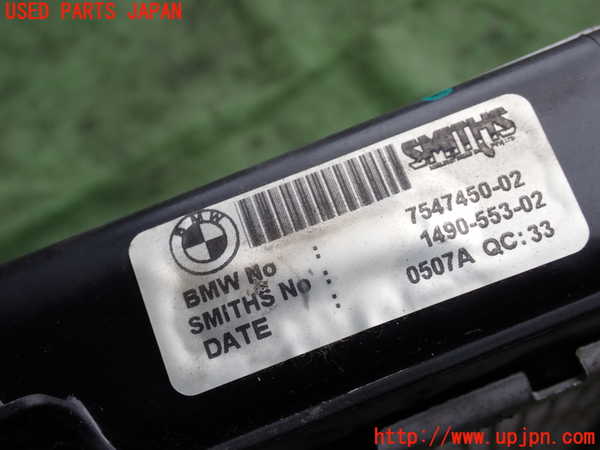 USED PARTS JAPAN
SMITHS
BMW
BMW No : 7547450-02
SMITHS No : 1490-553-02
DATE : 0507A QC:33
http://www.upjpn.com/